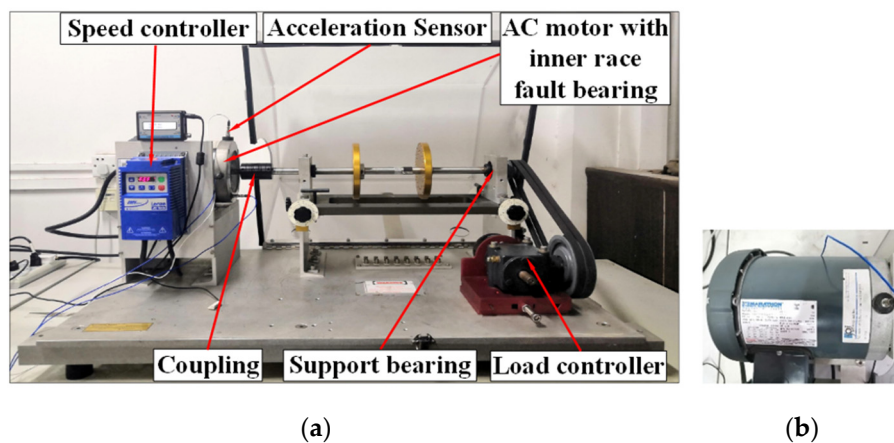 Speed controller
Acceleration Sensor
AC motor with
inner race
fault bearing
Coupling
Support bearing
Load controller
(a)
(b)